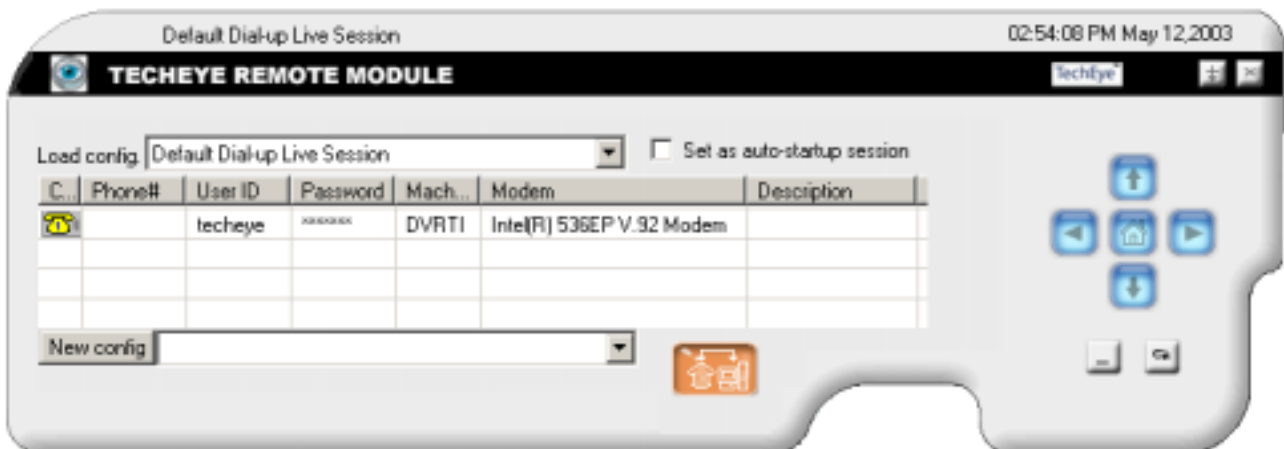 Default Dial-up Live Session 02:54:08 PM May 12,2003
TECHEYE REMOTE MODULE TechEye
Load config. Default Dial-up Live Session Set as auto-startup session
C... Phone# User ID Password Mach... Modem Description
techeye ******* DVRTI Intel(R) 536EP V.92 Modem
New config